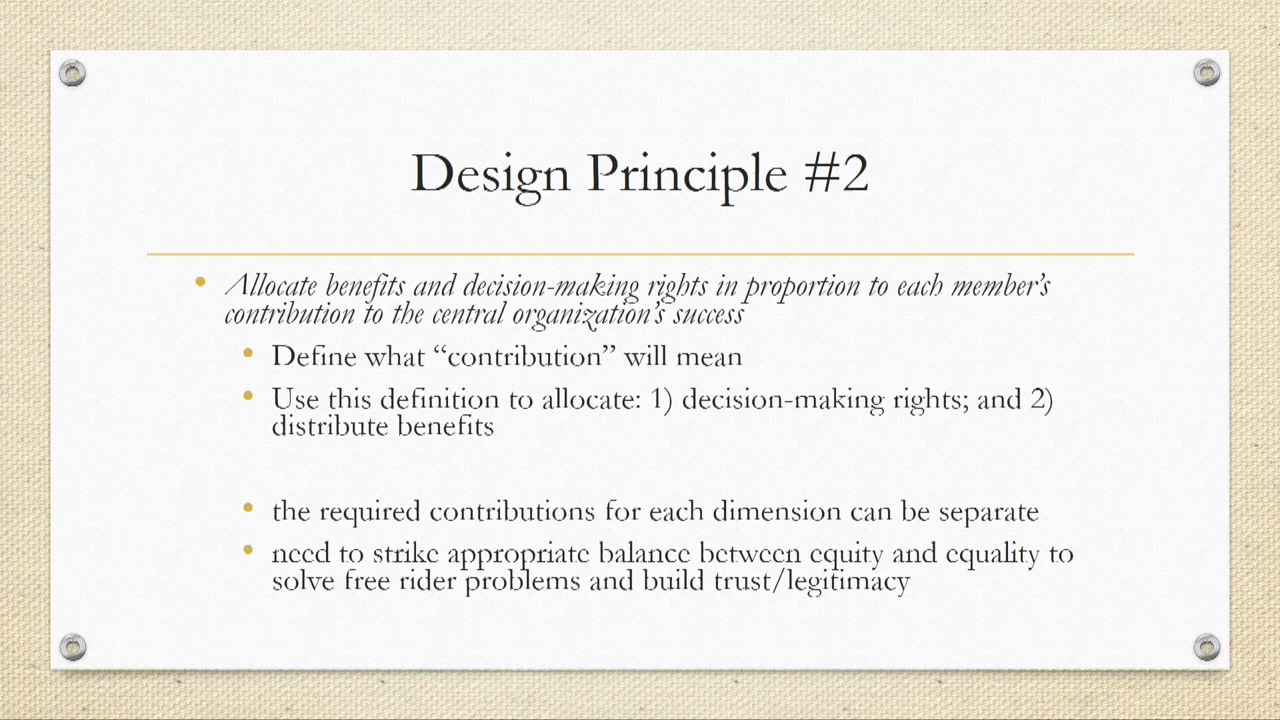 Design Principle #2
Allocate benefits and decision-making rights in proportion to each member's
contribution to the central organization's success
Define what “contribution” will mean
Use this definition to allocate: 1) decision-making rights; and 2)
distribute benefits
the required contributions for each dimension can be separate
need to strike appropriate balance between equity and equality to
solve free rider problems and build trust/legitimacy